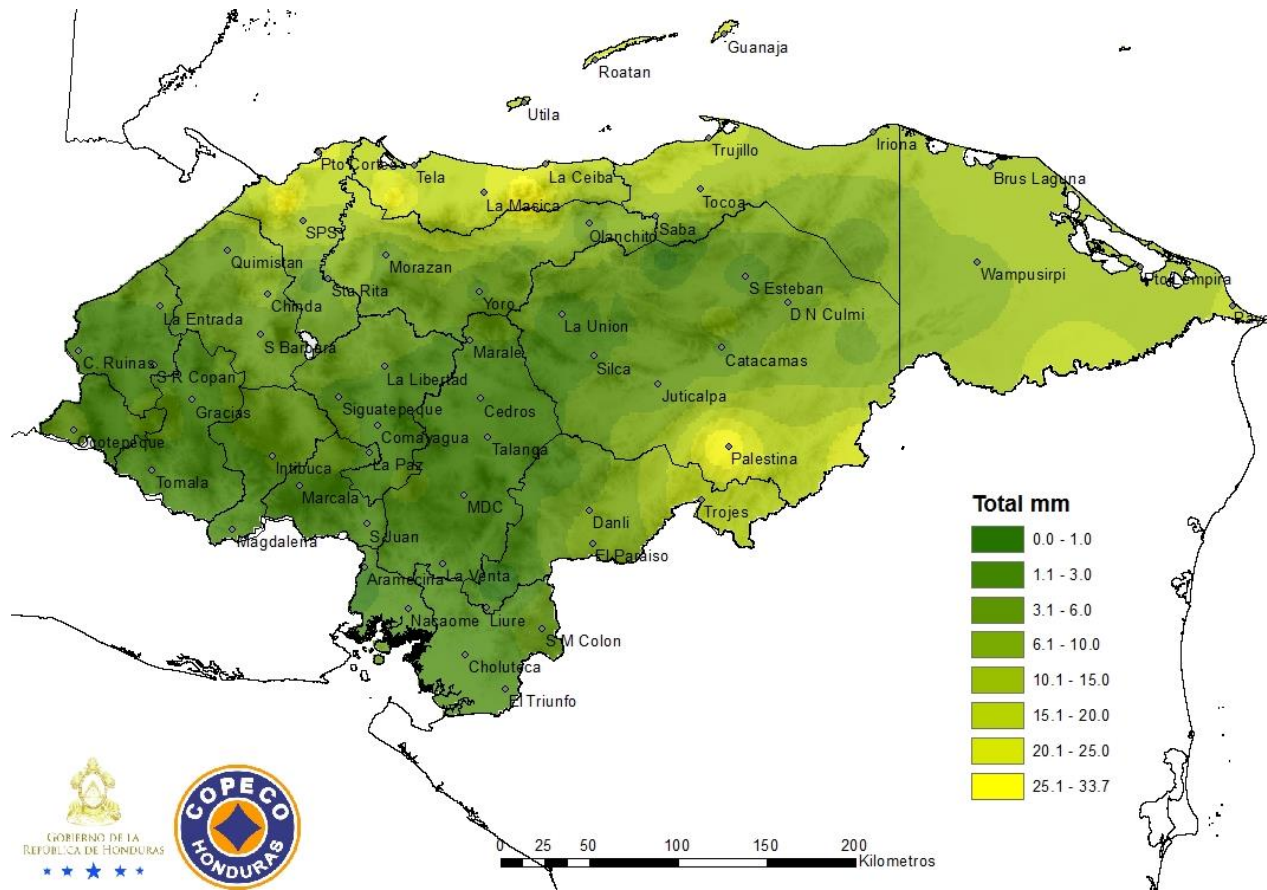 Guanaja
Roatan
Utila
Pto Cortes
Tela
La Ceiba
Trujillo
Iriona
Brus Laguna
La Masica
Tocoa
SPS
Olanchito
Saba
Quimistan
Morazan
Wampusirpi
Pto Lempira
Sta Rita
Chinda
Yoro
S Esteban
D N Culmi
La Entrada
La Union
S Barbara
Marale
Catacamas
C. Ruinas
S R Copan
La Libertad
Silca
Juticalpa
Gracias
Siguatepeque
Cedros
Ocotepeque
Comayagua
Talanga
Palestina
Intibuca
La Paz
Tomala
Marcala
MDC
Trojes
Danli
S Juan
Magdalena
El Paraiso
Aramecina
La Venta
Nacaome
Liure
S M Colon
Choluteca
El Triunfo
Total mm
0.0 - 1.0
1.1 - 3.0
3.1 - 6.0
6.1 - 10.0
10.1 - 15.0
15.1 - 20.0
20.1 - 25.0
25.1 - 33.7
GOBIERNO DE LA
REPÚBLICA DE HONDURAS
COPECO
HONDURAS
0 25 50 100 150 200
Kilometros